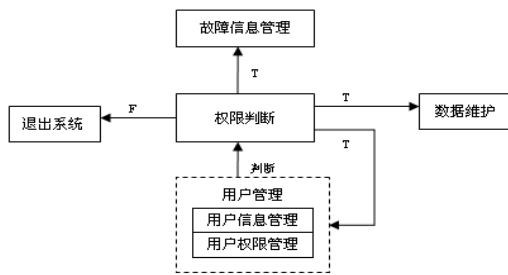 故障信息管理
T
F
T
退出系统
权限判断
数据维护
T
判断
用户管理
用户信息管理
用户权限管理